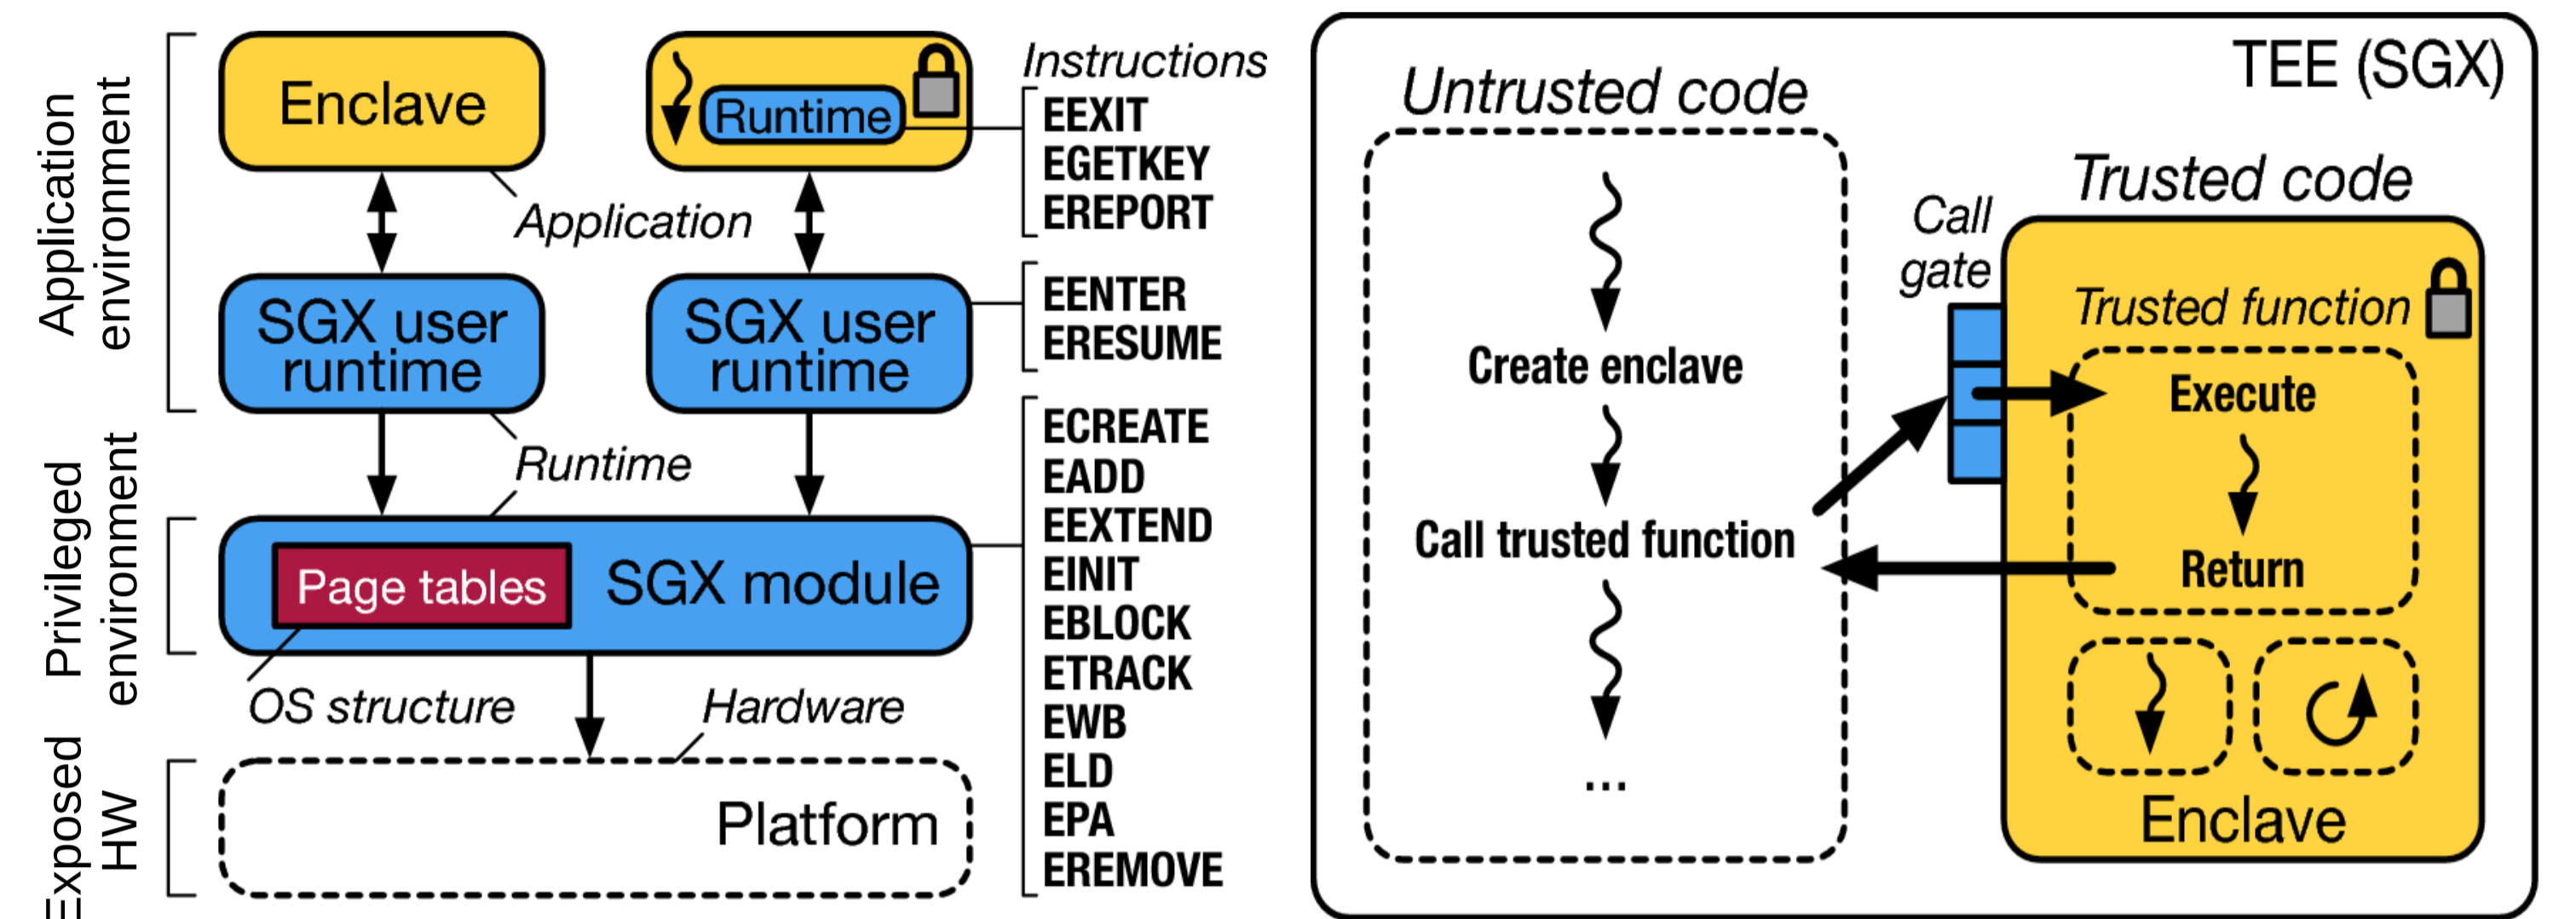 Application
environment
Privileged
environment
Exposed
HW
Enclave
Runtime
Application
SGX user
runtime
SGX user
runtime
Runtime
Page tables
SGX module
OS structure
Hardware
Platform
Instructions
EEXIT
EGETKEY
EREPORT
EENTER
ERESUME
ECREATE
EADD
EEXTEND
EINIT
EBLOCK
ETRACK
EWB
ELD
EPA
EREMOVE
TEE (SGX)
Untrusted code
Create enclave
Call trusted function
...
Call
gate
Trusted code
Trusted function
Execute
Return
Enclave